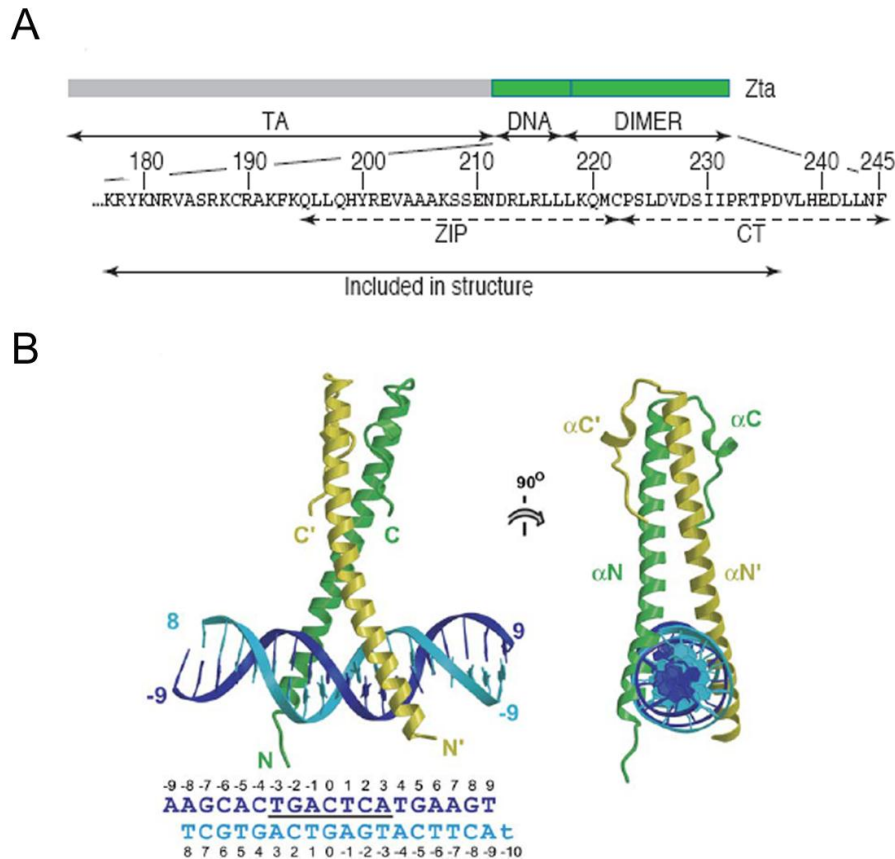 A
Zta
TA DNA DIMER
180 190 200 210 220 230 240 245
...KRYKNRVASRKCRAKFKQLLQHYREVAAAKSSENDRLRLLLKQMCPSLDVDSIIPRTPDVLHEDLLNF
ZIP CT
Included in structure
B
αC' αC
90°
C' C
αN αN'
8 9
-9 -9
N N'
-9 -8 -7 -6 -5 -4 -3 -2 -1 0 1 2 3 4 5 6 7 8 9
AAGCACTGACTCATGAAGT
TCGTGACTGAGTACTTCAt
8 7 6 5 4 3 2 1 0 -1 -2 -3 -4 -5 -6 -7 -8 -9 -10